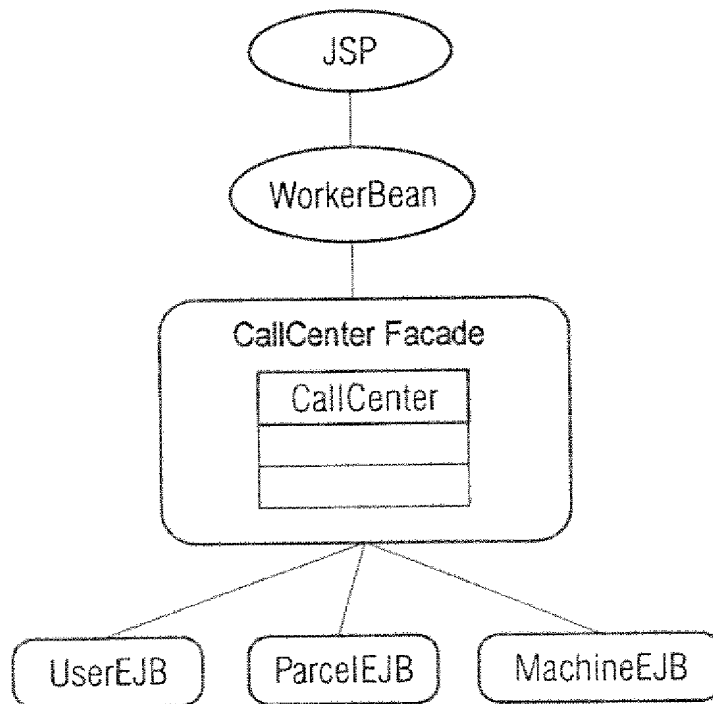 JSP
WorkerBean
CallCenter Facade
CallCenter
UserEJB
ParcelEJB
MachineEJB